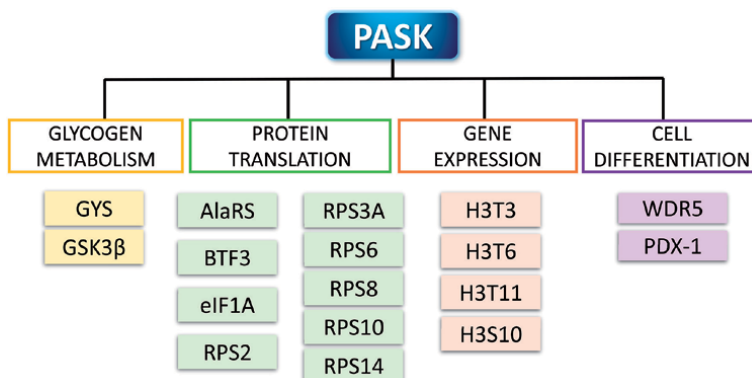 PASK
GLYCOGEN
METABOLISM
PROTEIN
TRANSLATION
GENE
EXPRESSION
CELL
DIFFERENTIATION
GYS
GSK3β
AlaRS
BTF3
eIF1A
RPS2
RPS3A
RPS6
RPS8
RPS10
RPS14
H3T3
H3T6
H3T11
H3S10
WDR5
PDX-1